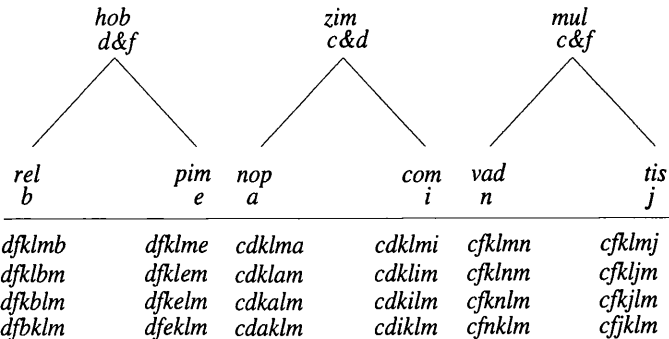 hob zim mul
d&f c&d c&f
rel pim nop com vad tis
b e a i n j
dfklmb dfklme cdklma cdklmi cfklmn cfklmj
dfklbm dfklem cdklam cdklim cfklnm cfkljm
dfkblm dfkelm cdkalm cdkilm cfknlm cfkjlm
dfbklm dfeklm cdaklm cdiklm cfnklm cfjklm